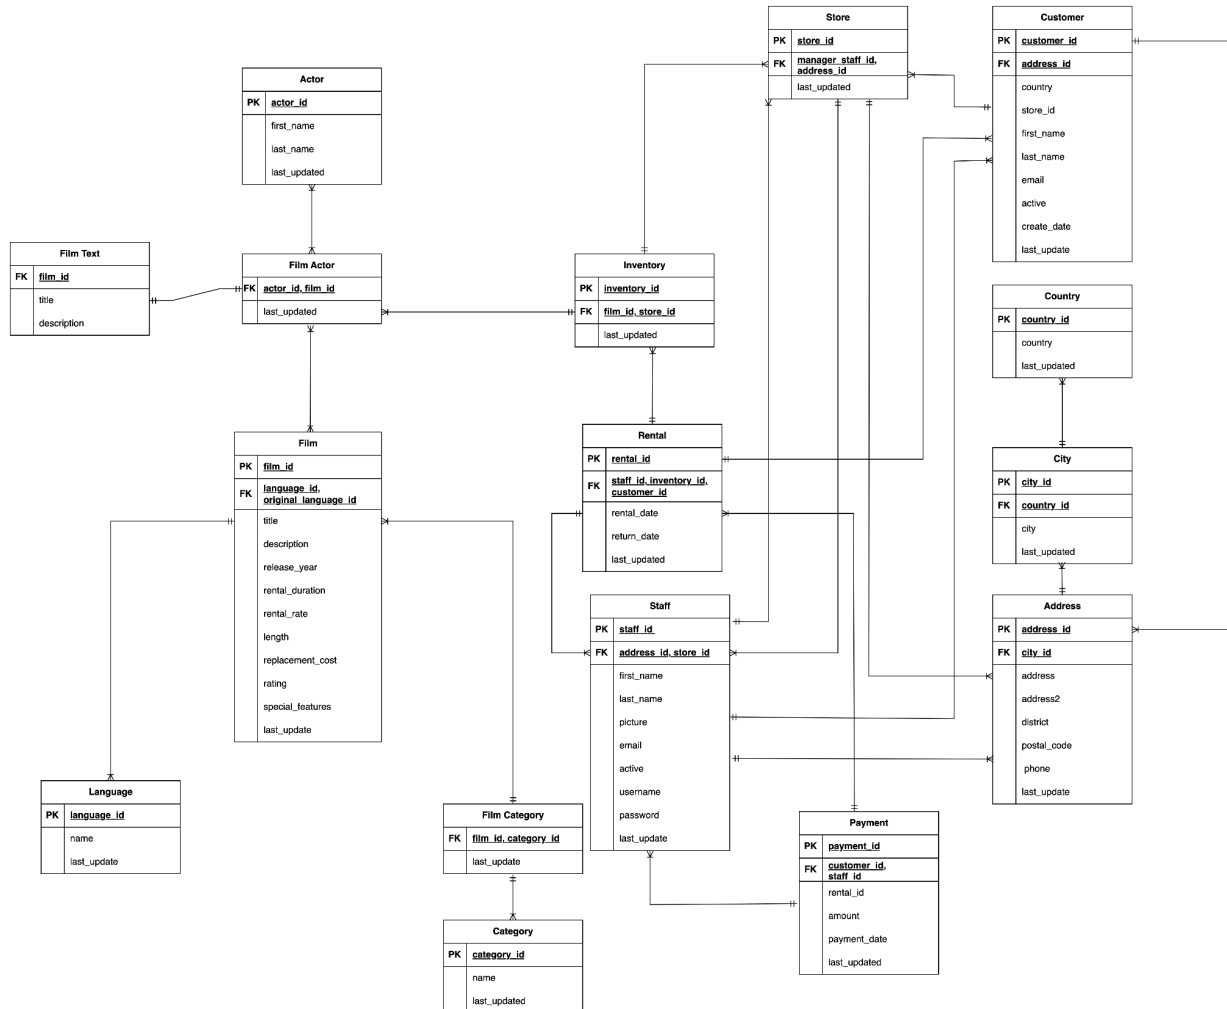 Store
PK store_id
FK manager_staff_id,
address_id
last_updated
Customer
PK customer_id
FK address_id
country
store_id
first_name
last_name
email
active
create_date
last_update
Actor
PK actor_id
first_name
last_name
last_updated
Film Text
FK film_id
title
description
Film Actor
FK actor_id, film_id
last_updated
Inventory
PK inventory_id
FK film_id, store_id
last_updated
Country
PK country_id
country
last_updated
Film
PK film_id
FK language_id,
original_language_id
title
description
release_year
rental_duration
rental_rate
length
replacement_cost
rating
special_features
last_update
Rental
PK rental_id
FK staff_id, inventory_id,
customer_id
rental_date
return_date
last_updated
City
PK city_id
FK country_id
city
last_updated
Staff
PK staff_id
FK address_id, store_id
first_name
last_name
picture
email
active
username
password
last_update
Address
PK address_id
FK city_id
address
address2
district
postal_code
phone
last_update
Language
PK language_id
name
last_update
Film Category
FK film_id, category_id
last_update
Payment
PK payment_id
FK customer_id,
staff_id
rental_id
amount
payment_date
last_updated
Category
PK category_id
name
last_updated